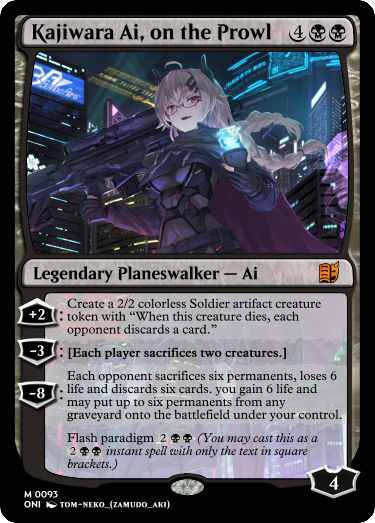 Kajiwara Ai, on the Prowl 4
Legendary Planeswalker — Ai
+2: Create a 2/2 colorless Soldier artifact creature
token with “When this creature dies, each
opponent discards a card.”
-3: [Each player sacrifices two creatures.]
-8: Each opponent sacrifices six permanents, loses 6
life and discards six cards. you gain 6 life and
may put up to six permanents from any
graveyard onto the battlefield under your control.
Flash paradigm 2 (You may cast this as a
2 instant spell with only the text in square
brackets.)
4
M 0093
ONI TOM-NEKO_(ZAMUDO_AKI)